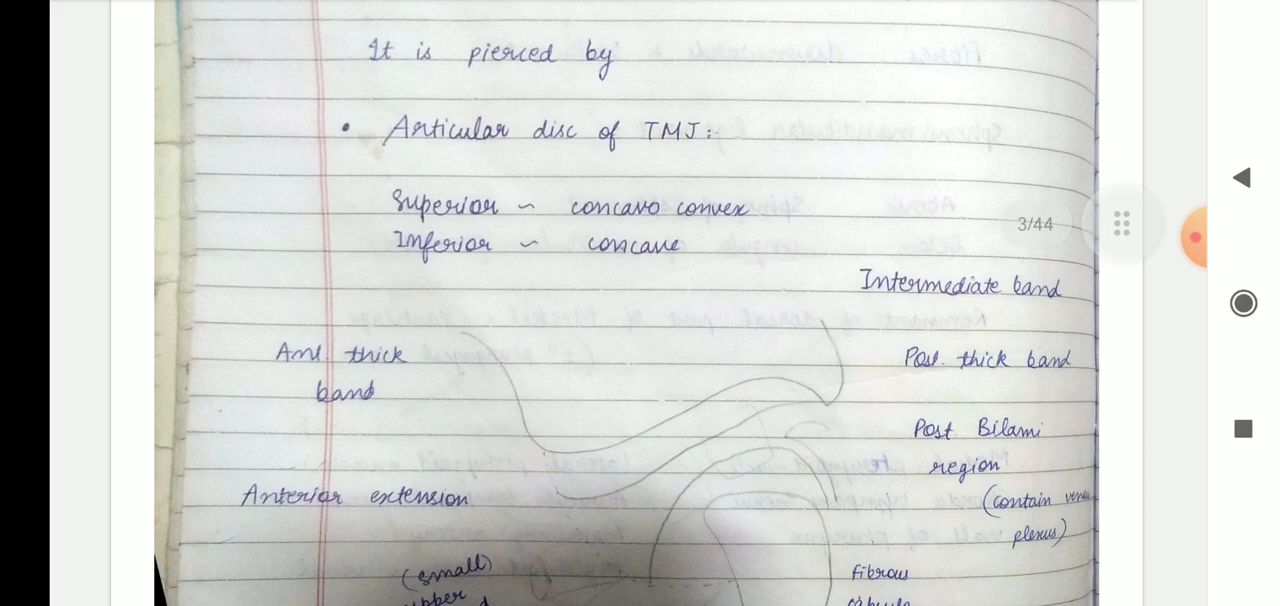 It is pierced by
• Articular disc of TMJ:
Superior – concavo convex
Inferior – concave
3/44
Intermediate band
Ant. thick
band
Post. thick band
Post. Bilami
region
(contain
plexus)
Anterior extension
(small)
fibrous